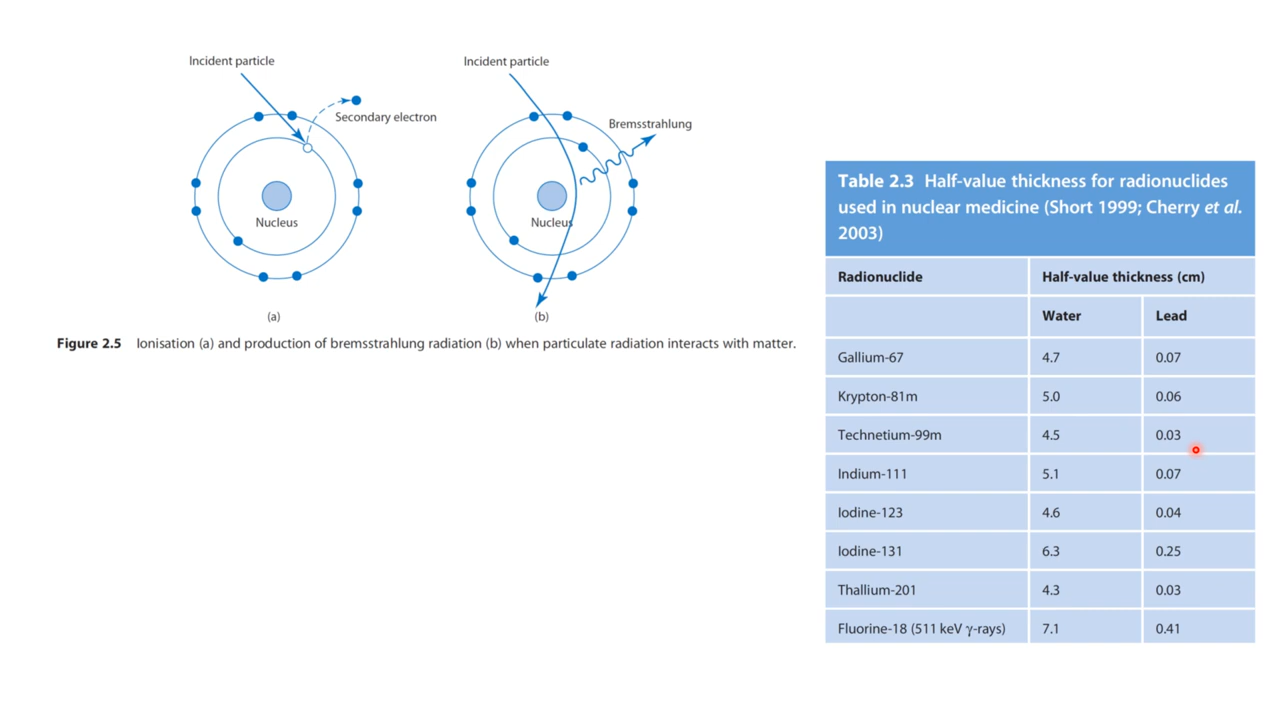 Incident particle
Secondary electron
Nucleus
(a)
Incident particle
Bremsstrahlung
Nucleus
(b)
Figure 2.5 Ionisation (a) and production of bremsstrahlung radiation (b) when particulate radiation interacts with matter.
Table 2.3 Half-value thickness for radionuclides
used in nuclear medicine (Short 1999; Cherry et al.
2003)
Radionuclide Half-value thickness (cm)
Water Lead
Gallium-67 4.7 0.07
Krypton-81m 5.0 0.06
Technetium-99m 4.5 0.03
Indium-111 5.1 0.07
Iodine-123 4.6 0.04
Iodine-131 6.3 0.25
Thallium-201 4.3 0.03
Fluorine-18 (511 keV γ-rays) 7.1 0.41